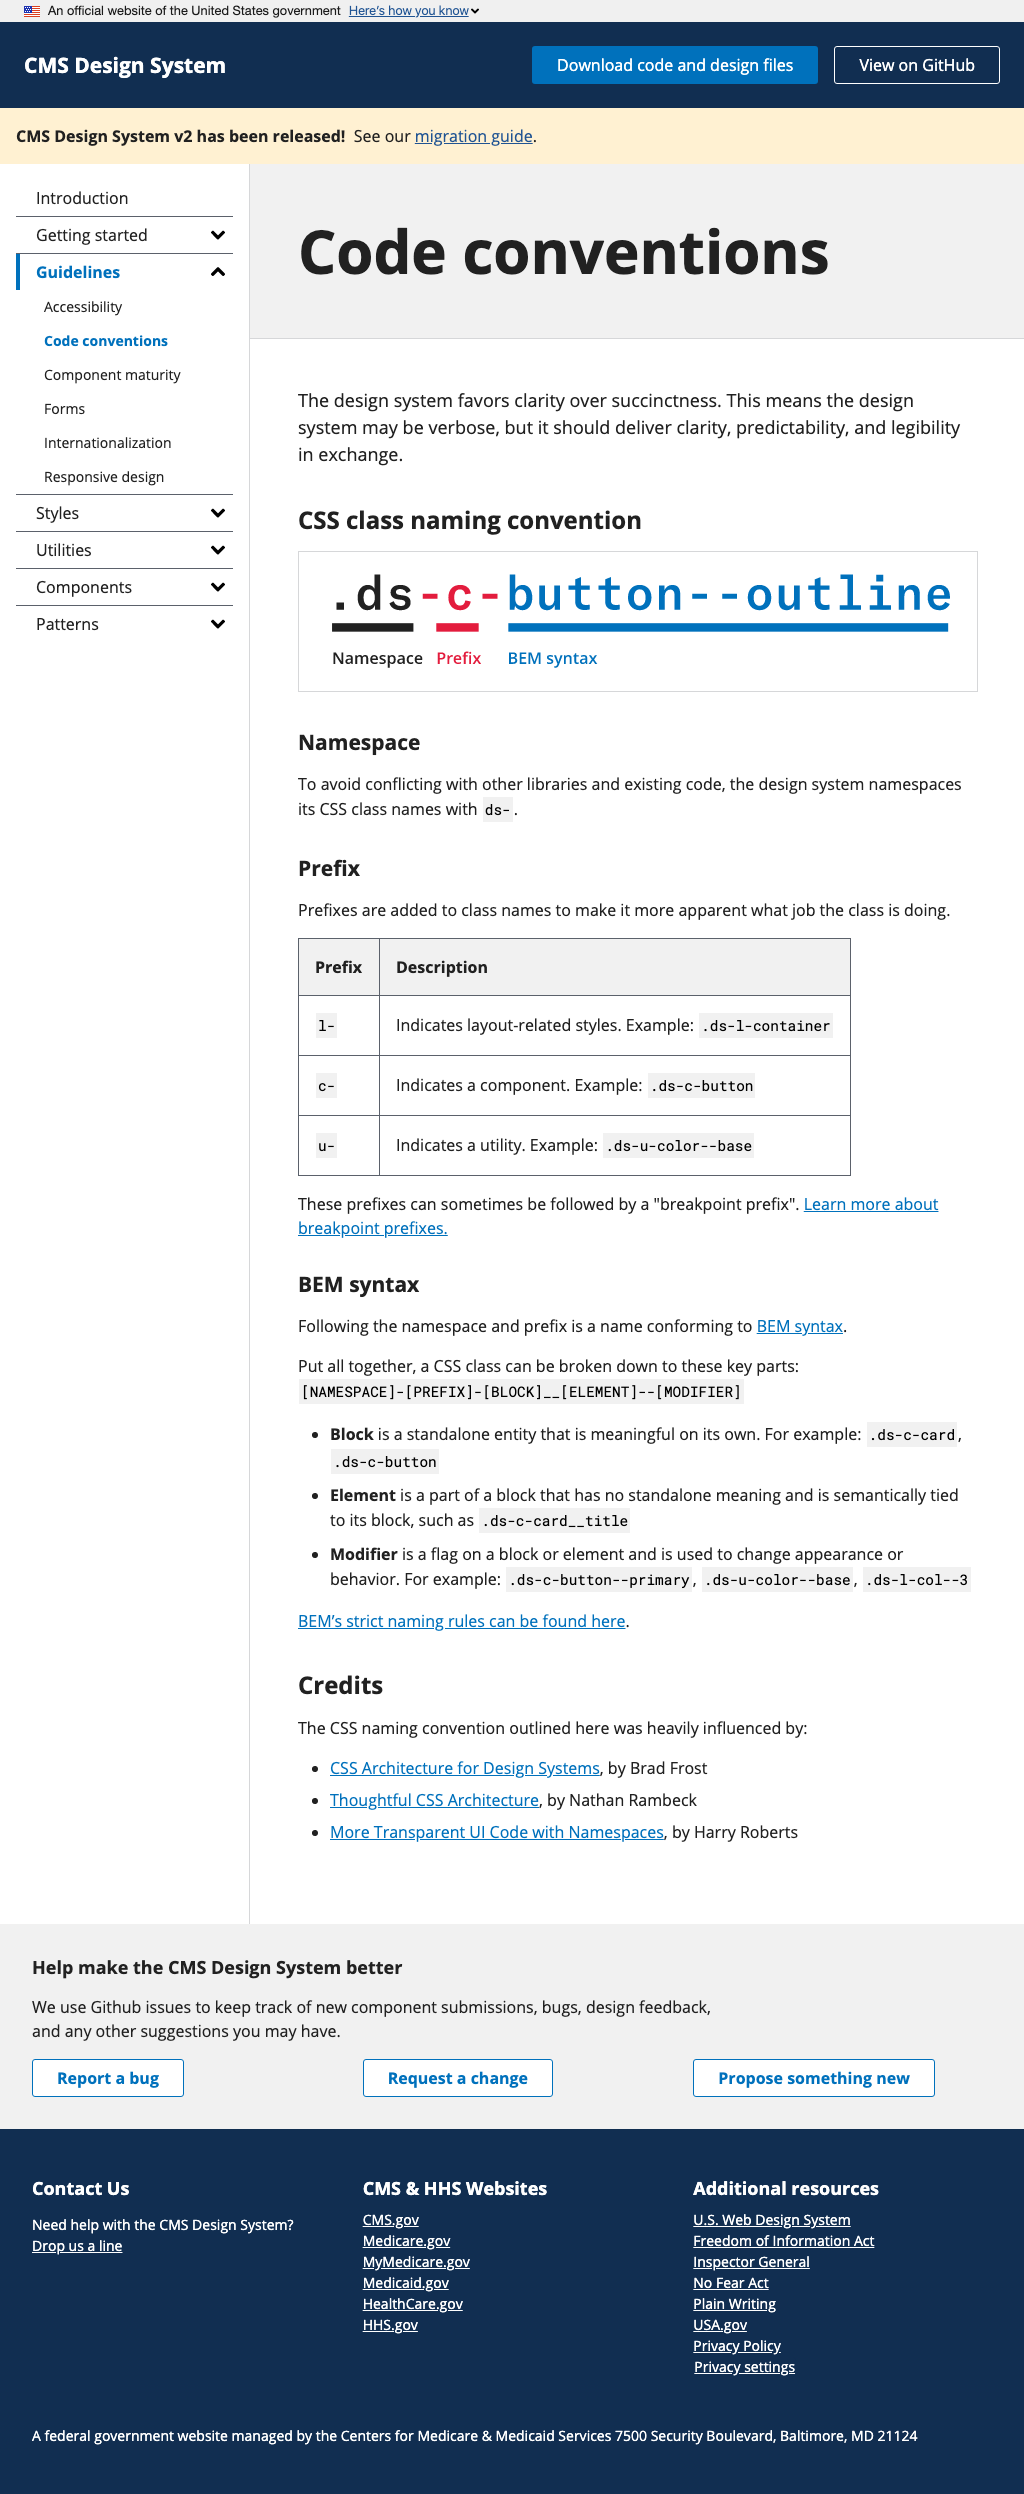 An official website of the United States government Here's how you know
CMS Design System
Download code and design files
View on GitHub
CMS Design System v2 has been released! See our migration guide.
Introduction
Getting started
Guidelines
Accessibility
Code conventions
Component maturity
Forms
Internationalization
Responsive design
Styles
Utilities
Components
Patterns
Code conventions
The design system favors clarity over succinctness. This means the design
system may be verbose, but it should deliver clarity, predictability, and legibility
in exchange.
CSS class naming convention
.ds-c-button--outline
Namespace Prefix BEM syntax
Namespace
To avoid conflicting with other libraries and existing code, the design system namespaces
its CSS class names with ds-.
Prefix
Prefixes are added to class names to make it more apparent what job the class is doing.
Prefix Description
l- Indicates layout-related styles. Example: .ds-l-container
c- Indicates a component. Example: .ds-c-button
u- Indicates a utility. Example: .ds-u-color--base
These prefixes can sometimes be followed by a "breakpoint prefix". Learn more about
breakpoint prefixes.
BEM syntax
Following the namespace and prefix is a name conforming to BEM syntax.
Put all together, a CSS class can be broken down to these key parts:
[NAMESPACE]-[PREFIX]-[BLOCK]__[ELEMENT]--[MODIFIER]
• Block is a standalone entity that is meaningful on its own. For example: .ds-c-card,
.ds-c-button
• Element is a part of a block that has no standalone meaning and is semantically tied
to its block, such as .ds-c-card__title
• Modifier is a flag on a block or element and is used to change appearance or
behavior. For example: .ds-c-button--primary, .ds-u-color--base, .ds-l-col--3
BEM’s strict naming rules can be found here.
Credits
The CSS naming convention outlined here was heavily influenced by:
• CSS Architecture for Design Systems, by Brad Frost
• Thoughtful CSS Architecture, by Nathan Rambeck
• More Transparent UI Code with Namespaces, by Harry Roberts
Help make the CMS Design System better
We use Github issues to keep track of new component submissions, bugs, design feedback,
and any other suggestions you may have.
Report a bug
Request a change
Propose something new
Contact Us
Need help with the CMS Design System?
Drop us a line
CMS & HHS Websites
CMS.gov
Medicare.gov
MyMedicare.gov
Medicaid.gov
HealthCare.gov
HHS.gov
Additional resources
U.S. Web Design System
Freedom of Information Act
Inspector General
No Fear Act
Plain Writing
USA.gov
Privacy Policy
Privacy settings
A federal government website managed by the Centers for Medicare & Medicaid Services 7500 Security Boulevard, Baltimore, MD 21124